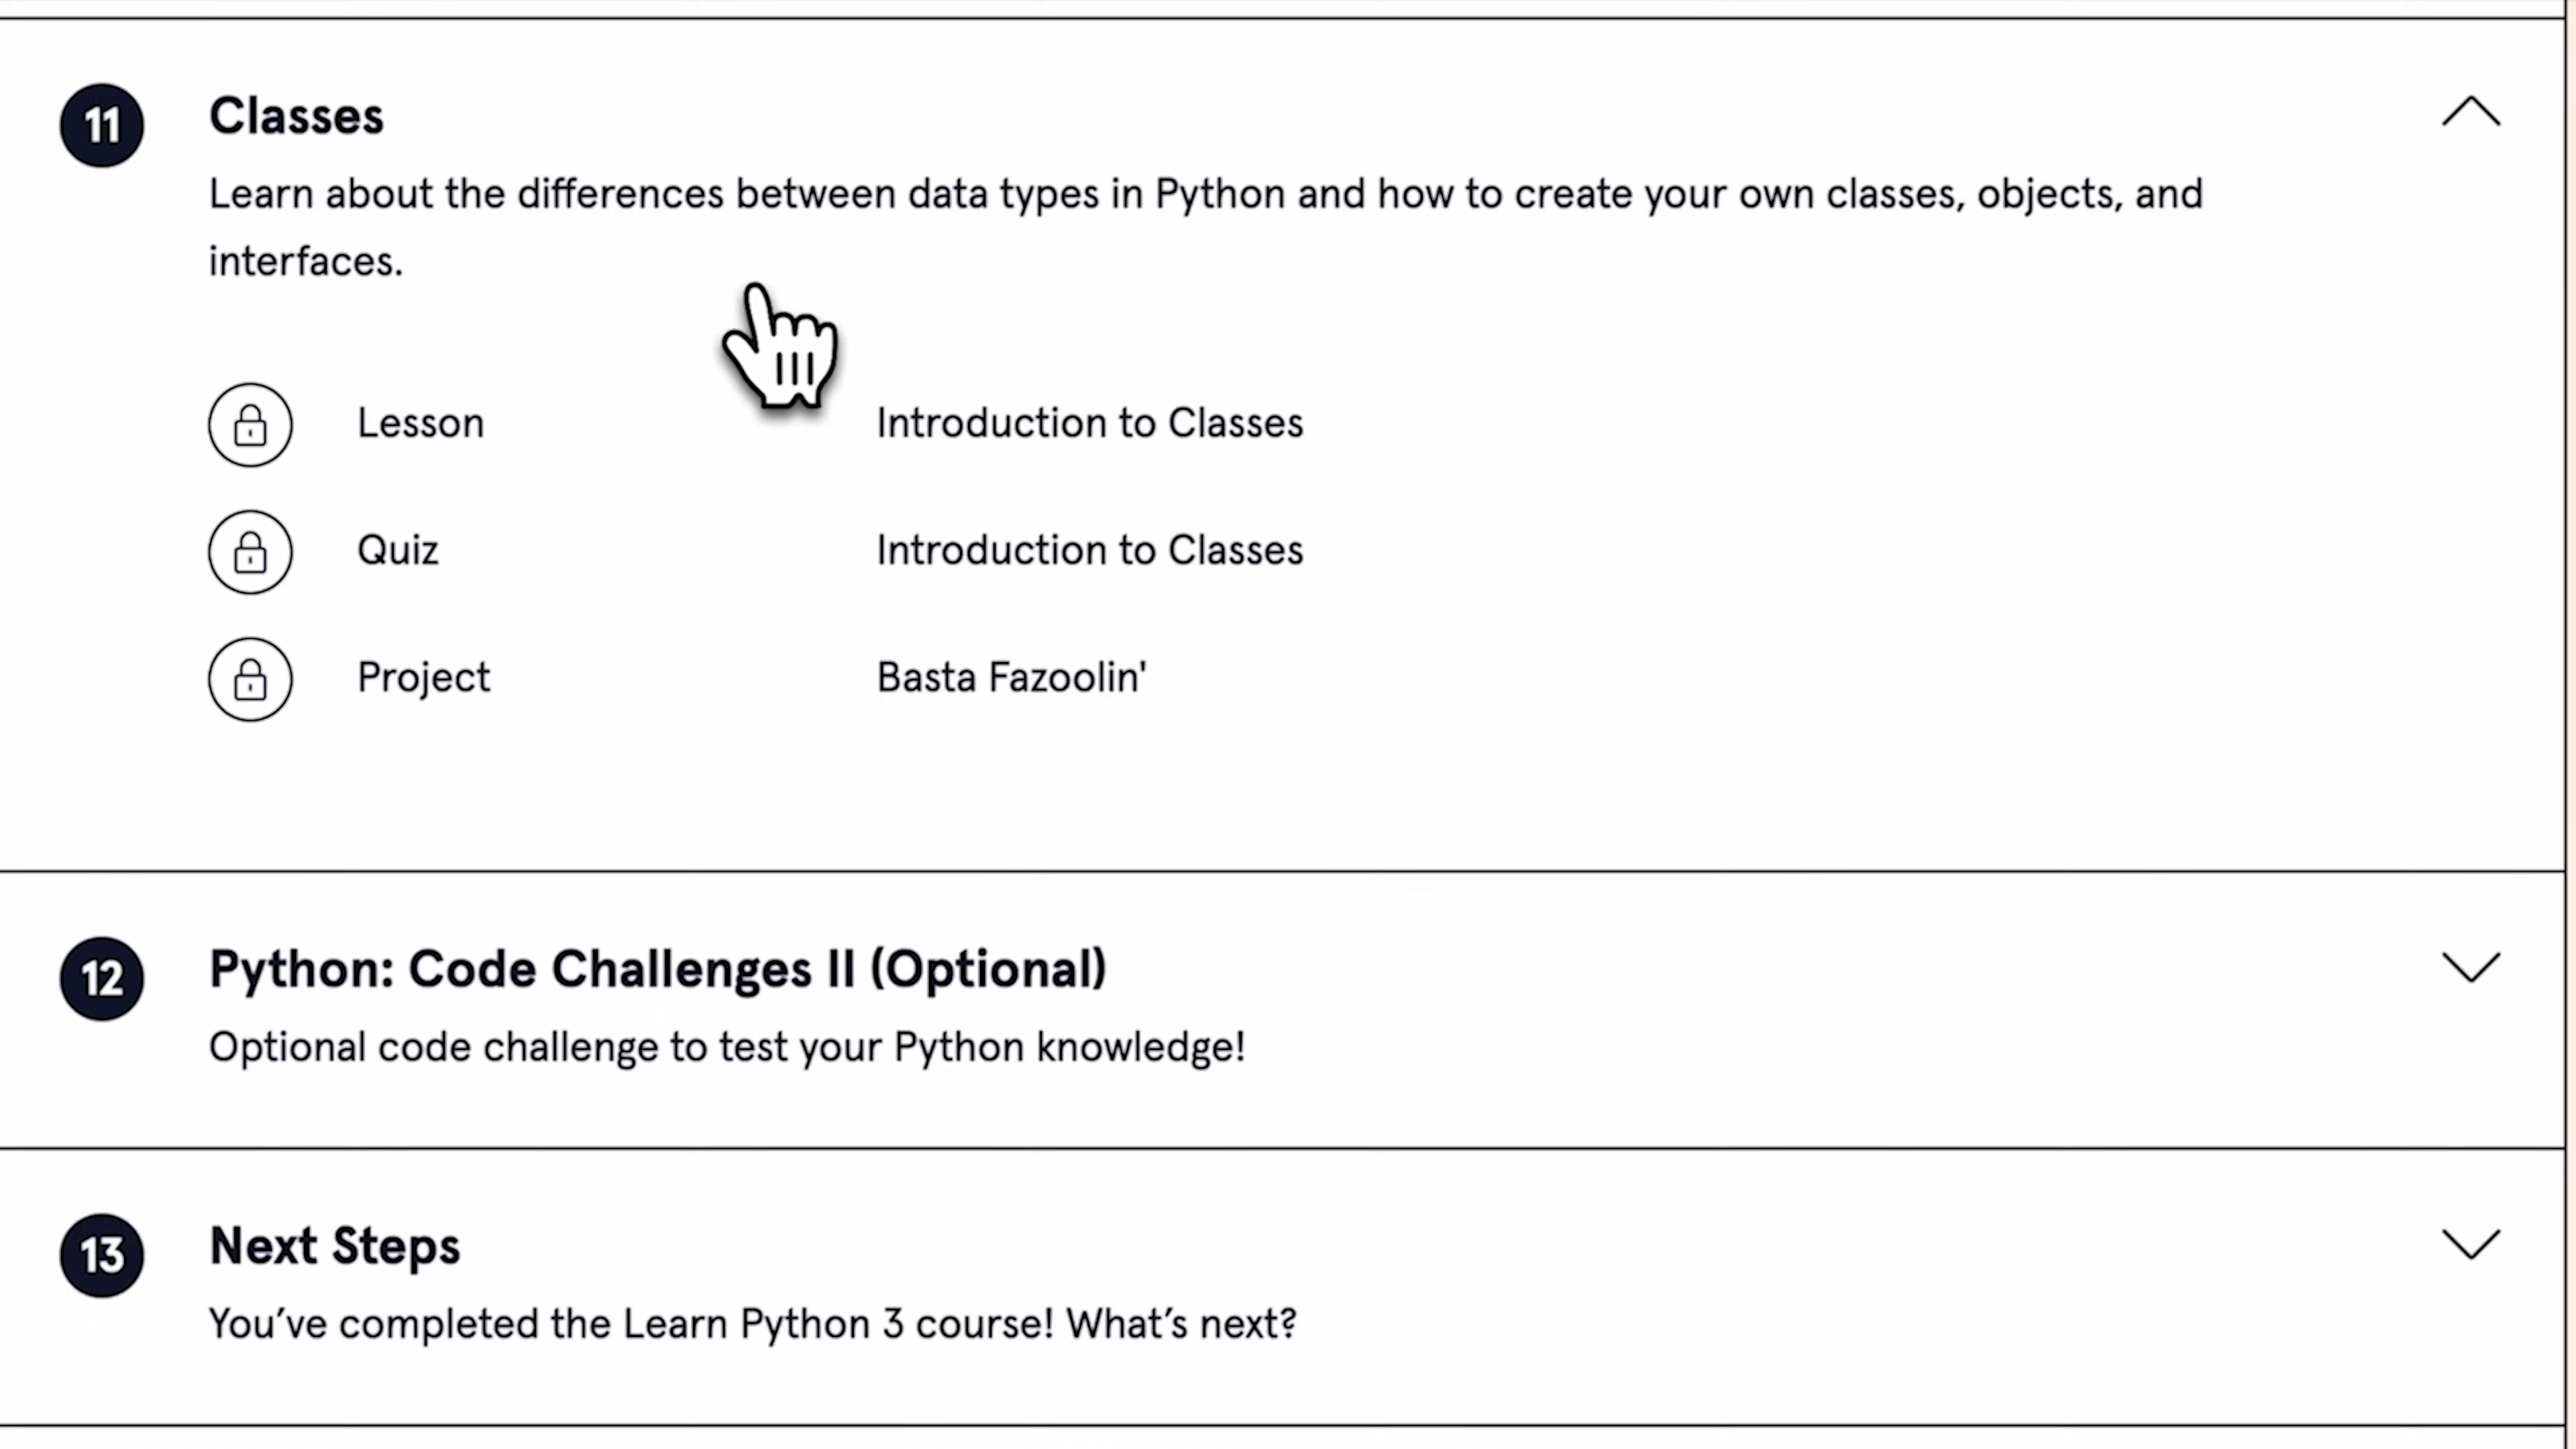 11 Classes
Learn about the differences between data types in Python and how to create your own classes, objects, and
interfaces.
Lesson Introduction to Classes
Quiz Introduction to Classes
Project Basta Fazoolin'
12 Python: Code Challenges II (Optional)
Optional code challenge to test your Python knowledge!
13 Next Steps
You’ve completed the Learn Python 3 course! What’s next?